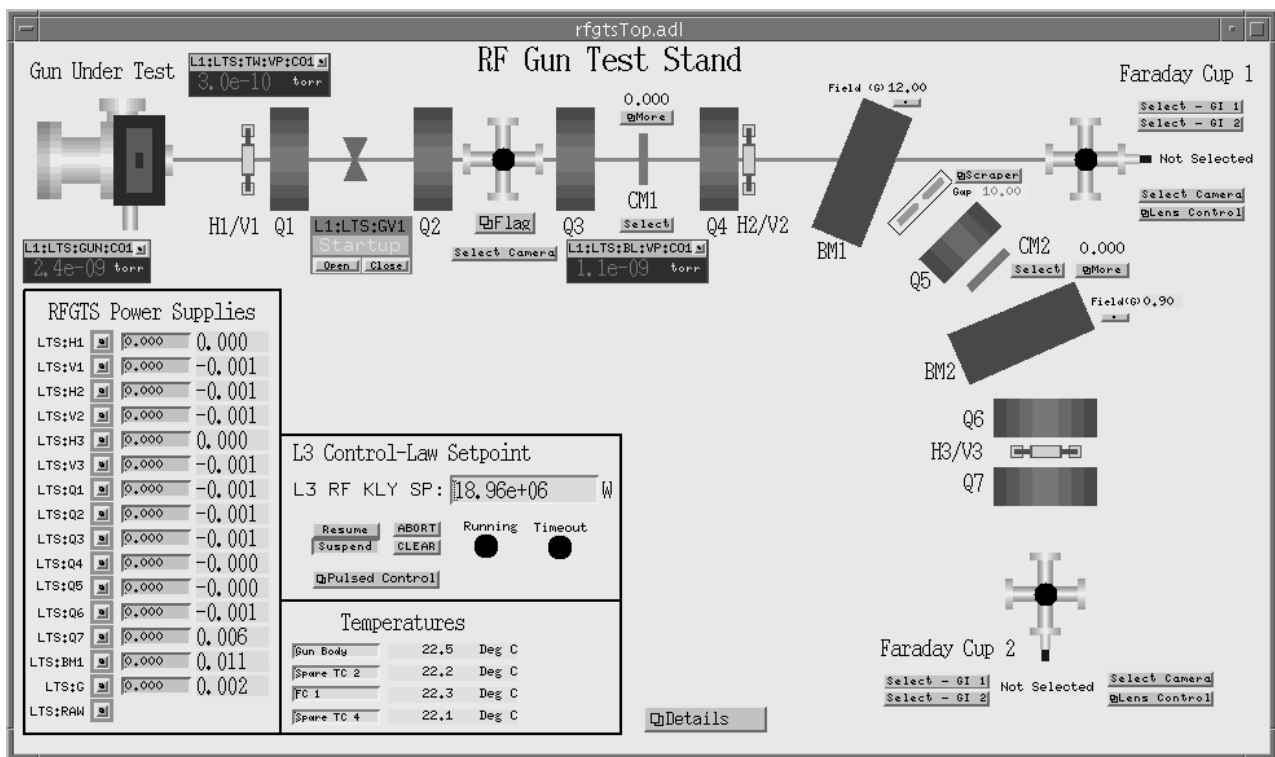 rfgtsTop.adl
RF Gun Test Stand
Gun Under Test
L1:LTS:TW:VP:CO1
3.0e-10 torr
Faraday Cup 1
Select - GI 1
Select - GI 2
Not Selected
Select Camera
Lens Control
Field (G) 12.00
0.000
More
CM1
Select
H1/V1
Q1
L1:LTS:GV1
Startup
Open
Close
Q2
Flag
Select Camera
Q3
Q4
H2/V2
L1:LTS:BL:VP:CO1
1.1e-09 torr
L1:LTS:GUN:CO1
2.4e-09 torr
BM1
Scraper
Gap 10.00
Q5
CM2
Select
0.000
More
Field(G) 0.90
BM2
Q6
H3/V3
Q7
RFGTS Power Supplies
LTS:H1 0.000 0.000
LTS:V1 0.000 -0.001
LTS:H2 0.000 -0.001
LTS:V2 0.000 -0.001
LTS:H3 0.000 0.000
LTS:V3 0.000 -0.001
LTS:Q1 0.000 -0.001
LTS:Q2 0.000 -0.001
LTS:Q3 0.000 -0.001
LTS:Q4 0.000 -0.000
LTS:Q5 0.000 -0.000
LTS:Q6 0.000 -0.001
LTS:Q7 0.000 0.006
LTS:BM1 0.000 0.011
LTS:G 0.000 0.002
LTS:RAW
L3 Control-Law Setpoint
L3 RF KLY SP: 18.96e+06 W
Resume
Suspend
ABORT
CLEAR
Running
Timeout
Pulsed Control
Temperatures
Gun Body 22.5 Deg C
Spare TC 2 22.2 Deg C
FC 1 22.3 Deg C
Spare TC 4 22.1 Deg C
Details
Faraday Cup 2
Select - GI 1
Select - GI 2
Not Selected
Select Camera
Lens Control